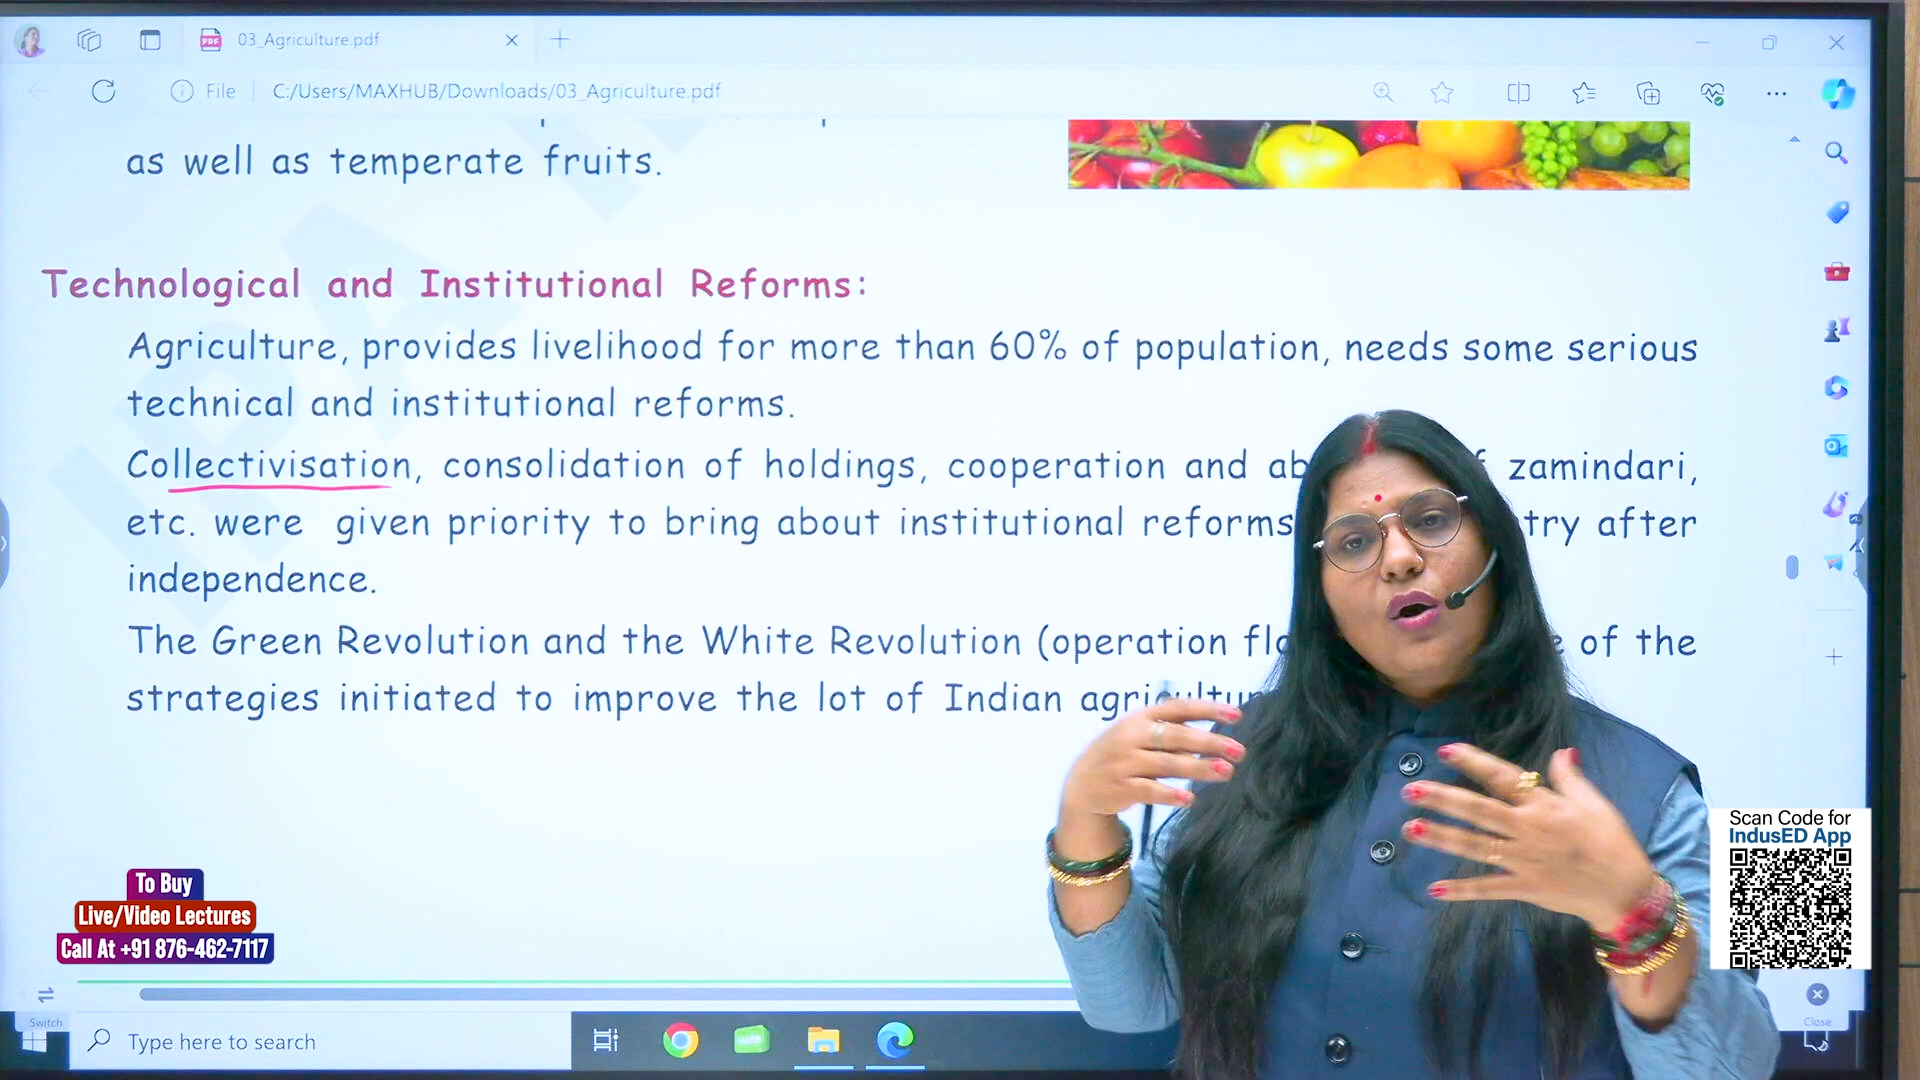 03_Agriculture.pdf
File C:/Users/MAXHUB/Downloads/03_Agriculture.pdf
as well as temperate fruits.
Technological and Institutional Reforms:
Agriculture, provides livelihood for more than 60% of population, needs some serious
technical and institutional reforms.
Collectivisation, consolidation of holdings, cooperation and zamindari,
etc. were given priority to bring about institutional reforms after
independence.
The Green Revolution and the White Revolution (operation of the
strategies initiated to improve the lot of Indian
Scan Code for
IndusED App
To Buy
Live/Video Lectures
Call At +91 876-462-7117
Switch
Close
Type here to search